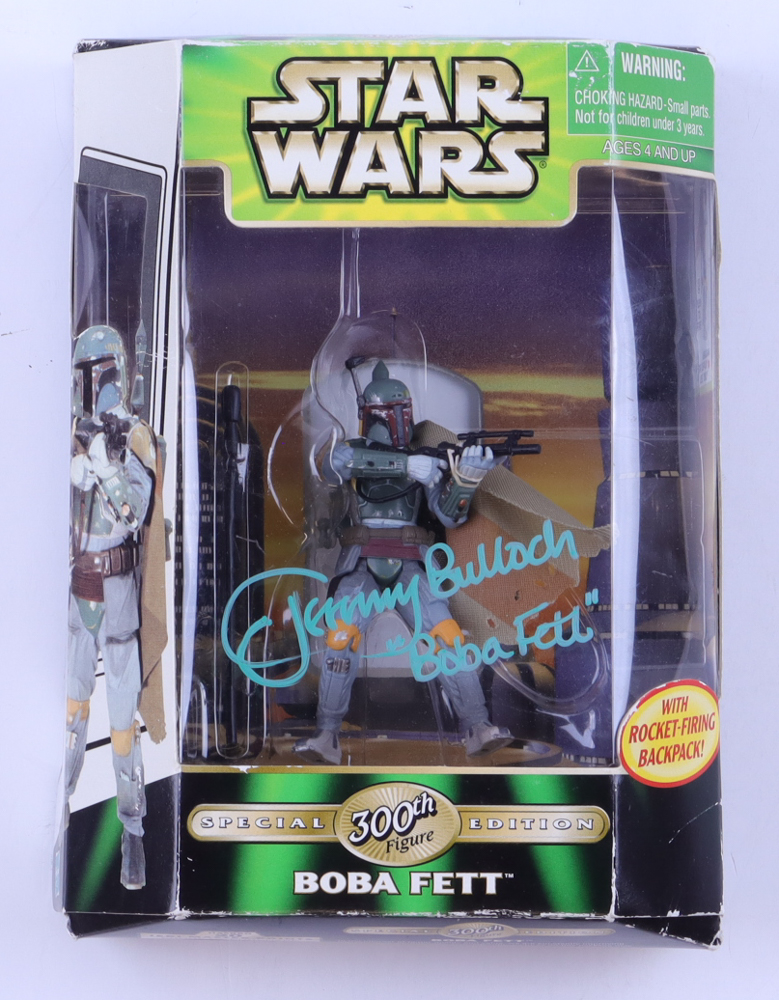 STAR
WARS®
WARNING:
CHOKING HAZARD-Small parts.
Not for children under 3 years.
AGES 4 AND UP
Jeremy Bulloch
"Boba Fett"
WITH
ROCKET-FIRING
BACKPACK!
SPECIAL 300th EDITION
Figure
BOBA FETT™